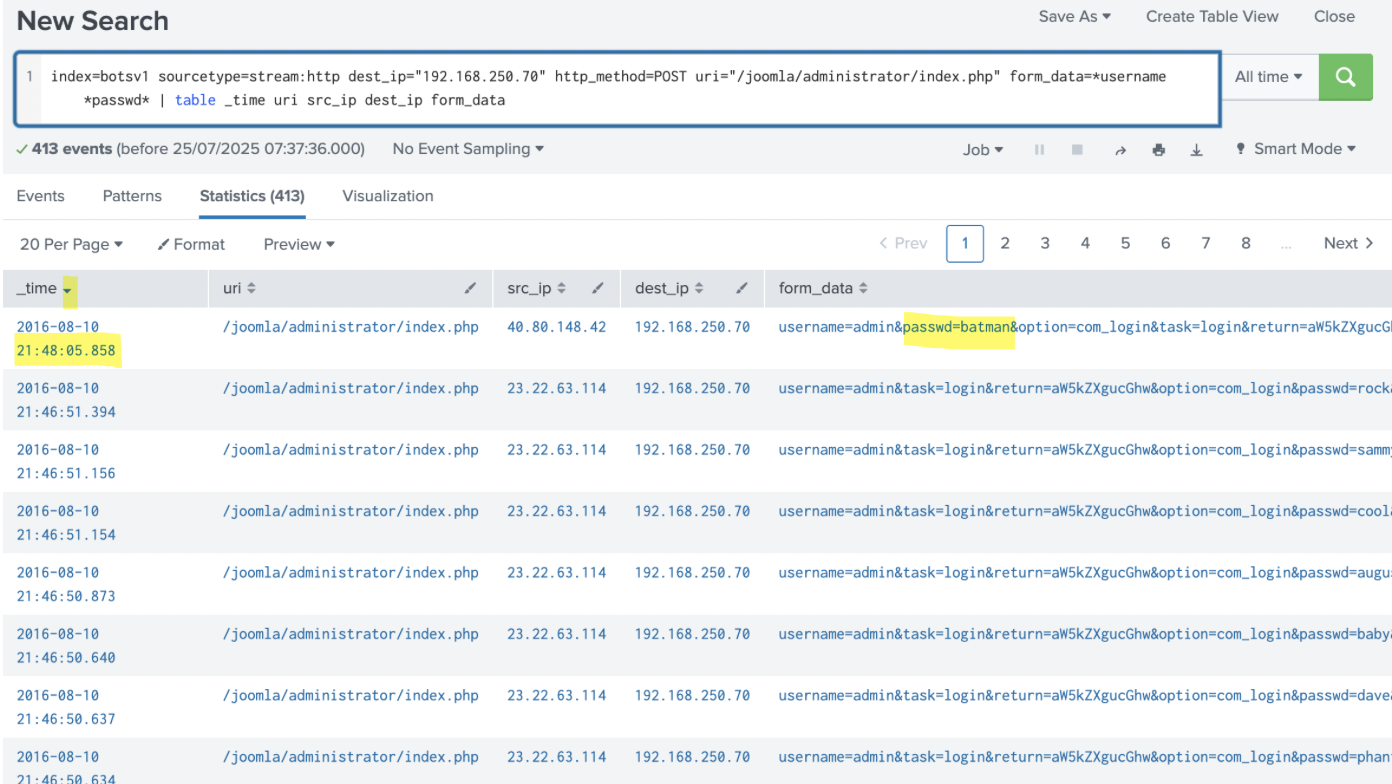 New Search
Save As Create Table View Close
1 index=botsv1 sourcetype=stream:http dest_ip="192.168.250.70" http_method=POST uri="/joomla/administrator/index.php" form_data=*username
*passwd* | table _time uri src_ip dest_ip form_data
All time
413 events (before 25/07/2025 07:37:36.000) No Event Sampling
Job Smart Mode
Events Patterns Statistics (413) Visualization
20 Per Page Format Preview
< Prev 1 2 3 4 5 6 7 8 ... Next >
_time uri src_ip dest_ip form_data
2016-08-10 /joomla/administrator/index.php 40.80.148.42 192.168.250.70 username=admin&passwd=batman&option=com_login&task=login&return=aW5kZXgucG
21:48:05.858
2016-08-10 /joomla/administrator/index.php 23.22.63.114 192.168.250.70 username=admin&task=login&return=aW5kZXgucGhw&option=com_login&passwd=rock&
21:46:51.394
2016-08-10 /joomla/administrator/index.php 23.22.63.114 192.168.250.70 username=admin&task=login&return=aW5kZXgucGhw&option=com_login&passwd=sammy
21:46:51.156
2016-08-10 /joomla/administrator/index.php 23.22.63.114 192.168.250.70 username=admin&task=login&return=aW5kZXgucGhw&option=com_login&passwd=cool&
21:46:51.154
2016-08-10 /joomla/administrator/index.php 23.22.63.114 192.168.250.70 username=admin&task=login&return=aW5kZXgucGhw&option=com_login&passwd=augus
21:46:50.873
2016-08-10 /joomla/administrator/index.php 23.22.63.114 192.168.250.70 username=admin&task=login&return=aW5kZXgucGhw&option=com_login&passwd=baby&
21:46:50.640
2016-08-10 /joomla/administrator/index.php 23.22.63.114 192.168.250.70 username=admin&task=login&return=aW5kZXgucGhw&option=com_login&passwd=dave&
21:46:50.637
2016-08-10 /joomla/administrator/index.php 23.22.63.114 192.168.250.70 username=admin&task=login&return=aW5kZXgucGhw&option=com_login&passwd=phan
21:46:50.634